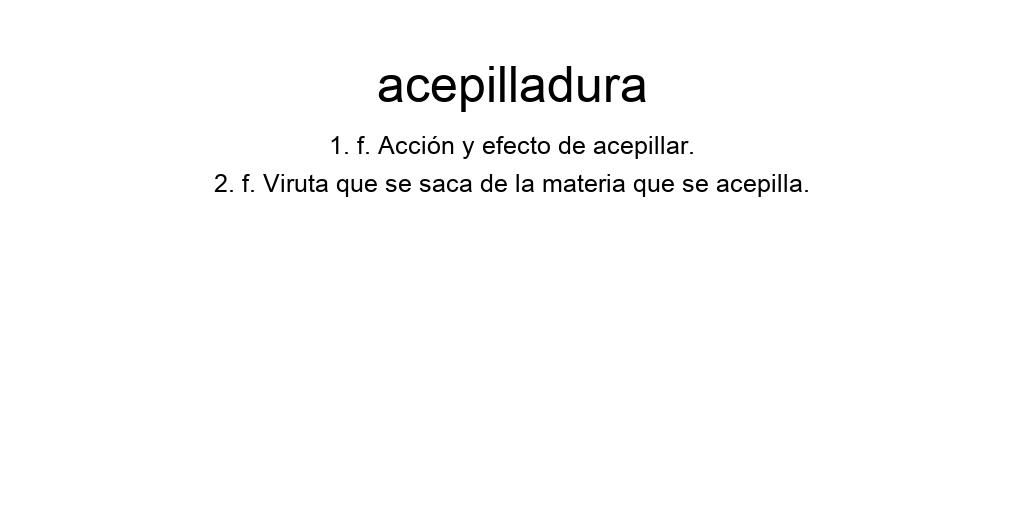 acepilladura
1. f. Acción y efecto de acepillar.
2. f. Viruta que se saca de la materia que se acepilla.